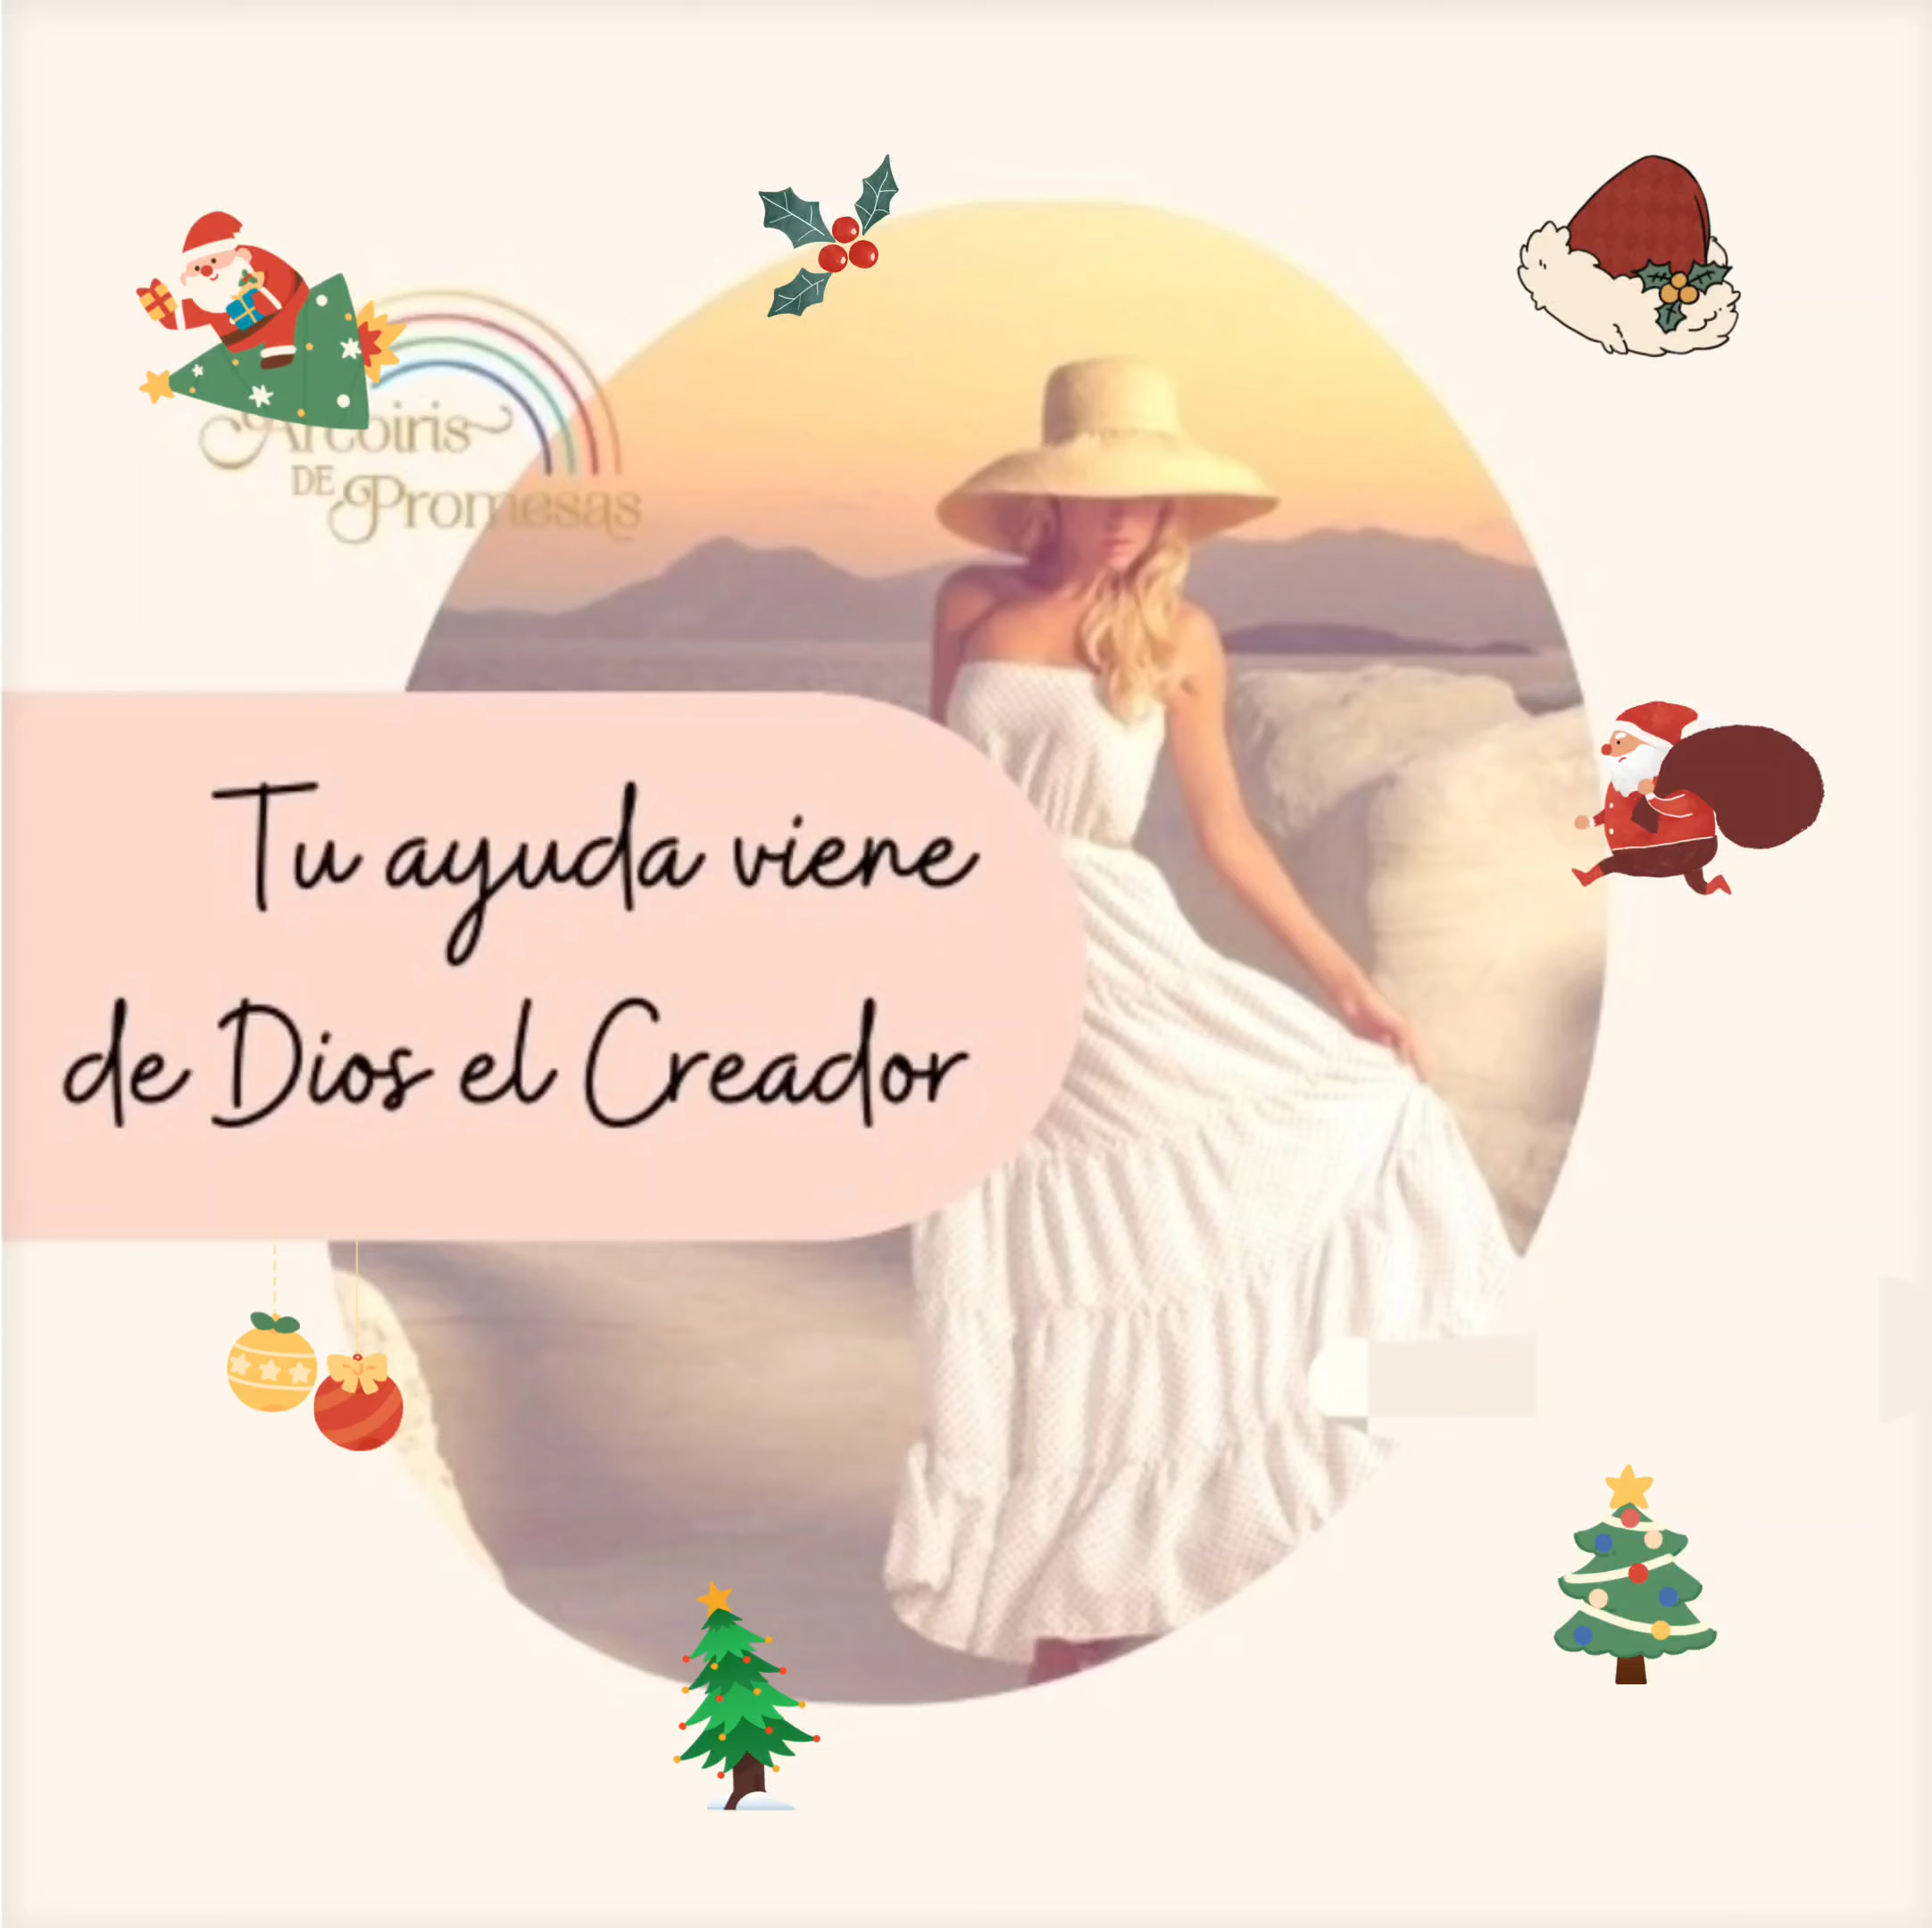 Arcoiris
DE
Promesas
Tu ayuda viene
de Dios el Creador